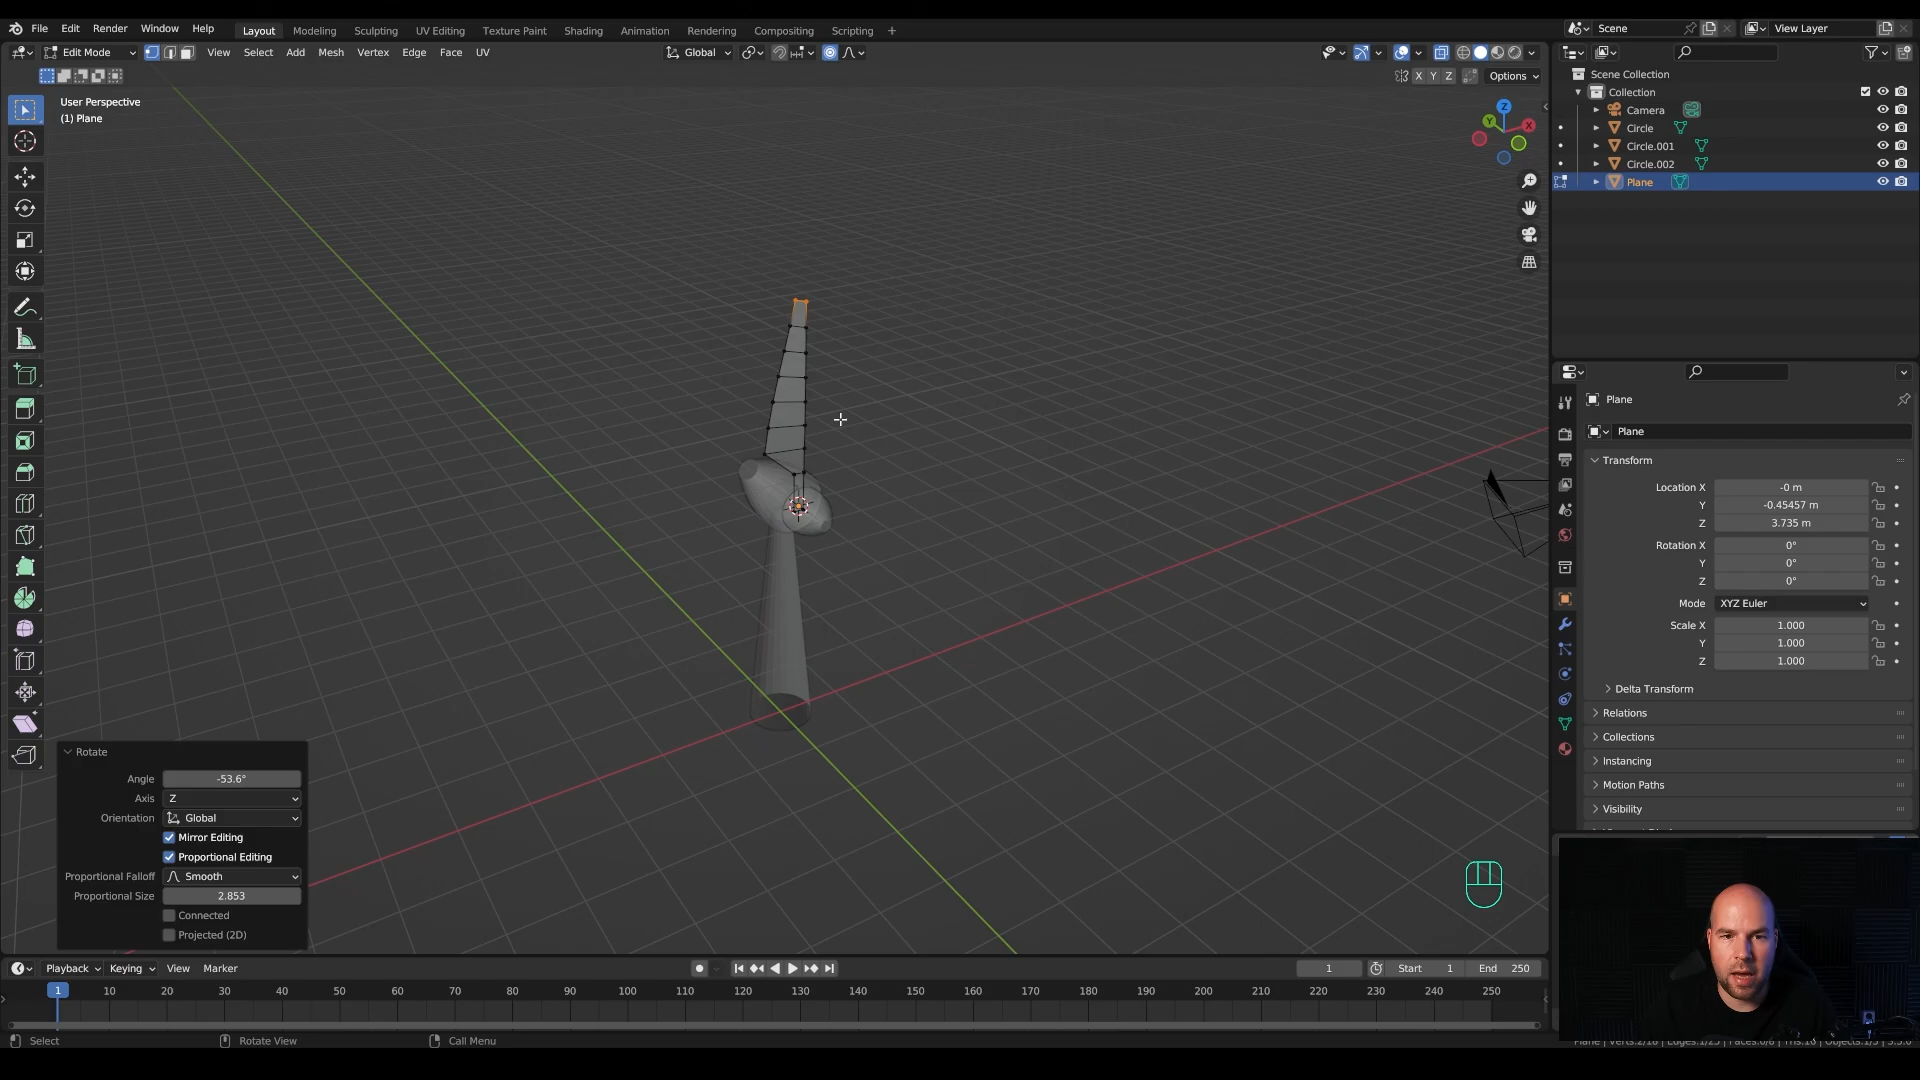 File Edit Render Window Help Layout Modeling Sculpting UV Editing Texture Paint Shading Animation Rendering Compositing Scripting + Scene View Layer
Edit Mode View Select Add Mesh Vertex Edge Face UV Global
X Y Z Options
User Perspective
(1) Plane
Z
Y X
Scene Collection
Collection
Camera
Circle
Circle.001
Circle.002
Plane
Plane
Plane
Transform
Location X -0 m
Y -0.45457 m
Z 3.735 m
Rotation X 0°
Y 0°
Z 0°
Mode XYZ Euler
Scale X 1.000
Y 1.000
Z 1.000
Delta Transform
Relations
Collections
Instancing
Motion Paths
Visibility
Rotate
Angle -53.6°
Axis Z
Orientation Global
Mirror Editing
Proportional Editing
Proportional Falloff Smooth
Proportional Size 2.853
Connected
Projected (2D)
Playback Keying View Marker 1 Start 1 End 250
1 10 20 30 40 50 60 70 80 90 100 110 120 130 140 150 160 170 180 190 200 210 220 230 240 250
Select Rotate View Call Menu